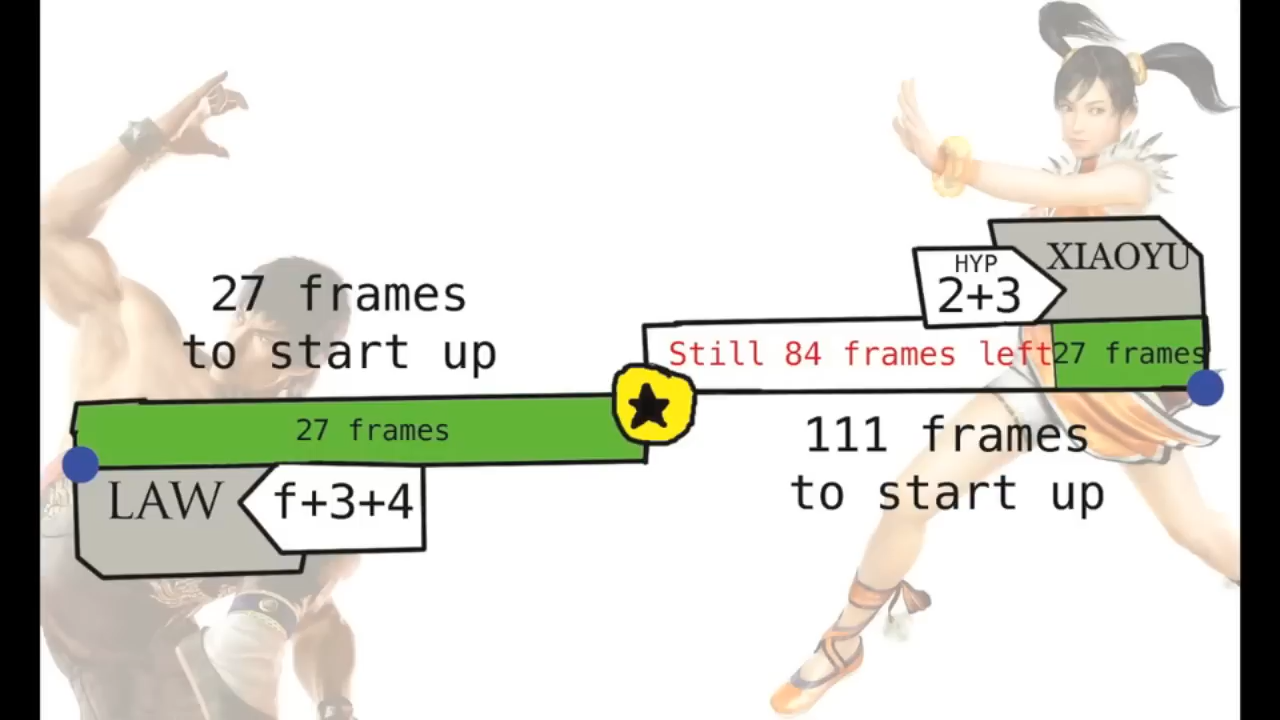 27 frames
to start up
27 frames
LAW
f+3+4
XIAOYU
HYP
2+3
Still 84 frames left
27 frames
111 frames
to start up